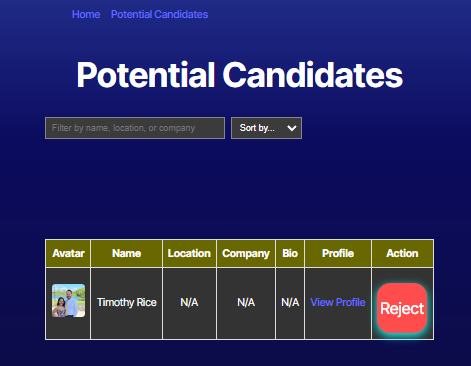 Home Potential Candidates
Potential Candidates
Filter by name, location, or company Sort by...
Avatar Name Location Company Bio Profile Action
Timothy Rice N/A N/A N/A View Profile Reject